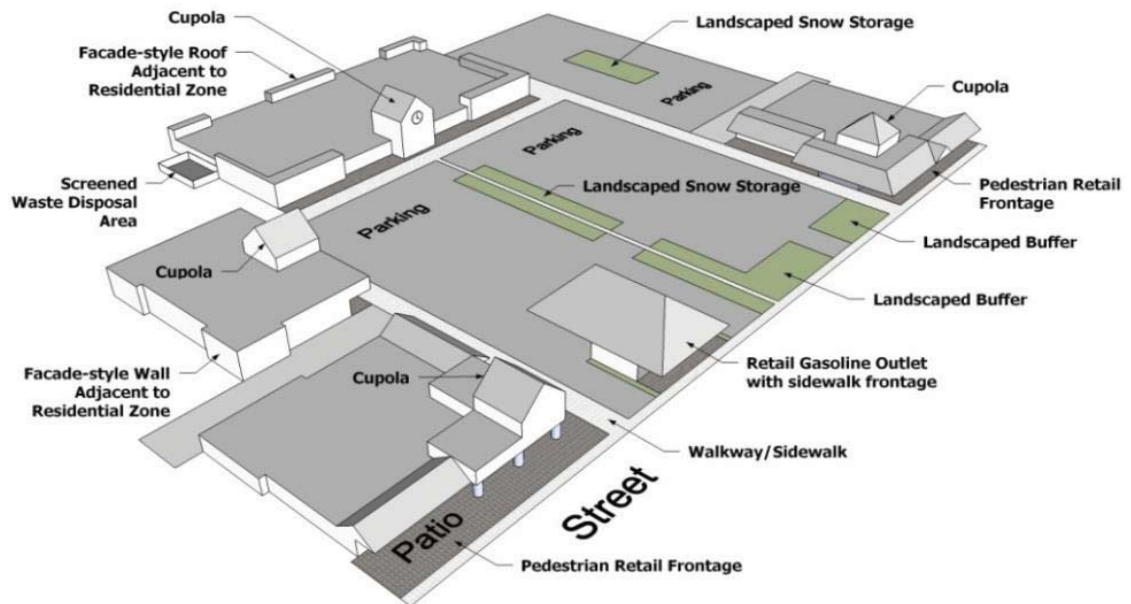 Cupola
Landscaped Snow Storage
Facade-style Roof
Adjacent to
Residential Zone
Parking
Cupola
Parking
Landscaped Snow Storage
Screened
Waste Disposal
Area
Pedestrian Retail
Frontage
Parking
Landscaped Buffer
Cupola
Landscaped Buffer
Facade-style Wall
Adjacent to
Residential Zone
Cupola
Retail Gasoline Outlet
with sidewalk frontage
Walkway/Sidewalk
Street
Patio
Pedestrian Retail Frontage